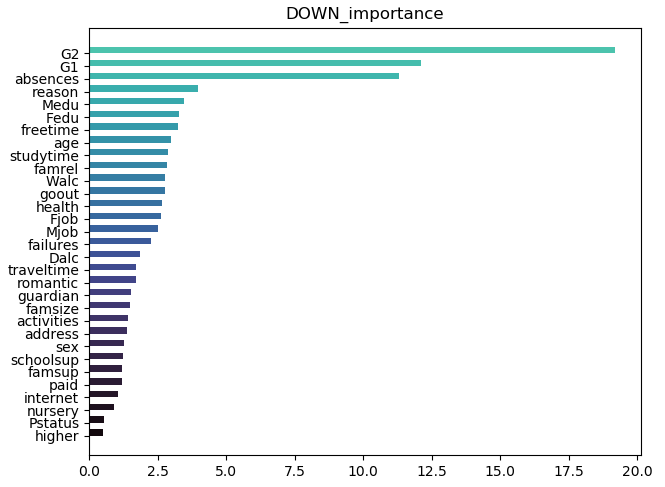 DOWN_importance
G2
G1
absences
reason
Medu
Fedu
freetime
age
studytime
famrel
Walc
goout
health
Fjob
Mjob
failures
Dalc
traveltime
romantic
guardian
famsize
activities
address
sex
schoolsup
famsup
paid
internet
nursery
Pstatus
higher
0.0 2.5 5.0 7.5 10.0 12.5 15.0 17.5 20.0